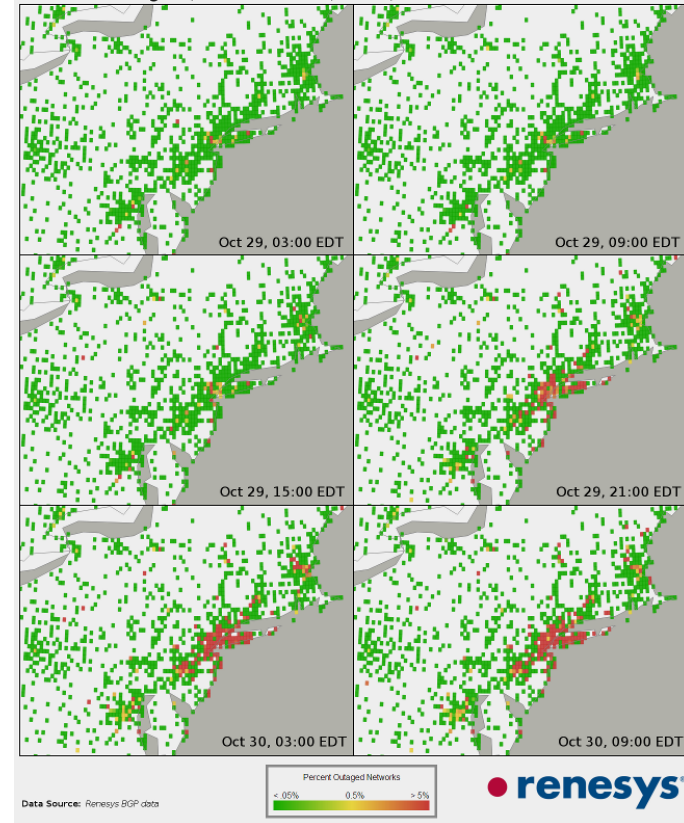 Oct 29, 03:00 EDT
Oct 29, 09:00 EDT
Oct 29, 15:00 EDT
Oct 29, 21:00 EDT
Oct 30, 03:00 EDT
Oct 30, 09:00 EDT
Percent Outaged Networks
< .05% 0.5% > 5%
renesys
Data Source: Renesys BGP data